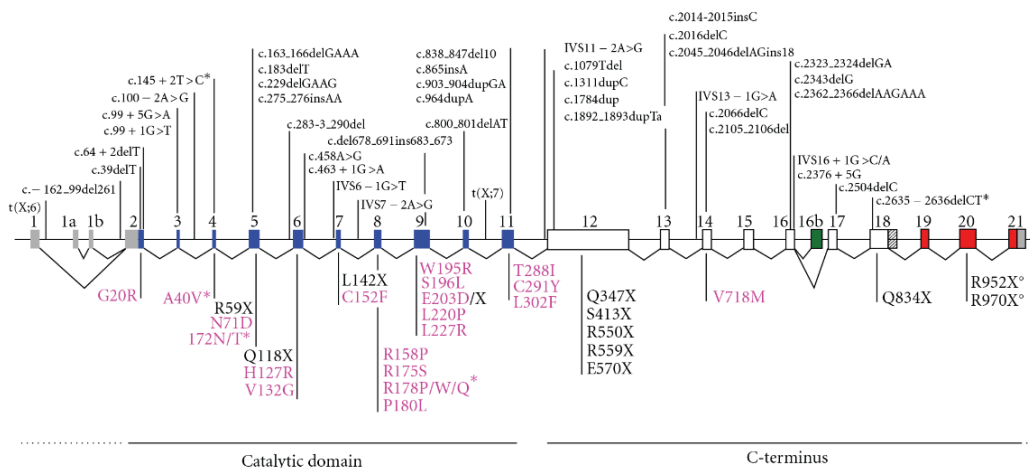 c.2014-2015insC
c.2016delC
c.2045_2046delAGins18
c.163_166delGAAA
c.183delT
c.229delGAAG
c.275_276insAA
c.838_847del10
c.865insA
c.903_904dupGA
c.964dupA
IVS11 − 2A>G
c.1079Tdel
c.1311dupC
c.1784dup
c.1892_1893dupTa
c.2323_2324delGA
c.2343delG
c.2362_2366delAAGAAA
c.145 + 2T > C*
c.100 − 2A>G
c.99 + 5G>A
c.99 + 1G>T
c.64 + 2delT
c.39delT
c.− 162_99del261
t(X;6)
c.283-3_290del
c.del678_691ins683_673
c.800_801delAT
c.458A>G
c.463 + 1G>A
IVS6 − 1G>T
IVS7 − 2A>G
t(X;7)
IVS13 − 1G>A
c.2066delC
c.2105_2106del
IVS16 + 1G >C/A
c.2376 + 5G
c.2504delC
c.2635 − 2636delCT*
1 1a 1b 2 3 4 5 6 7 8 9 10 11 12 13 14 15 16 16b 17 18 19 20 21
G20R
A40V*
R59X
N71D
172N/T*
Q118X
H127R
V132G
L142X
C152F
R158P
R175S
R178P/W/Q*
P180L
W195R
S196L
E203D/X
L220P
L227R
T288I
C291Y
L302F
Q347X
S413X
R550X
R559X
E570X
V718M
Q834X
R952X°
R970X°
Catalytic domain
C-terminus